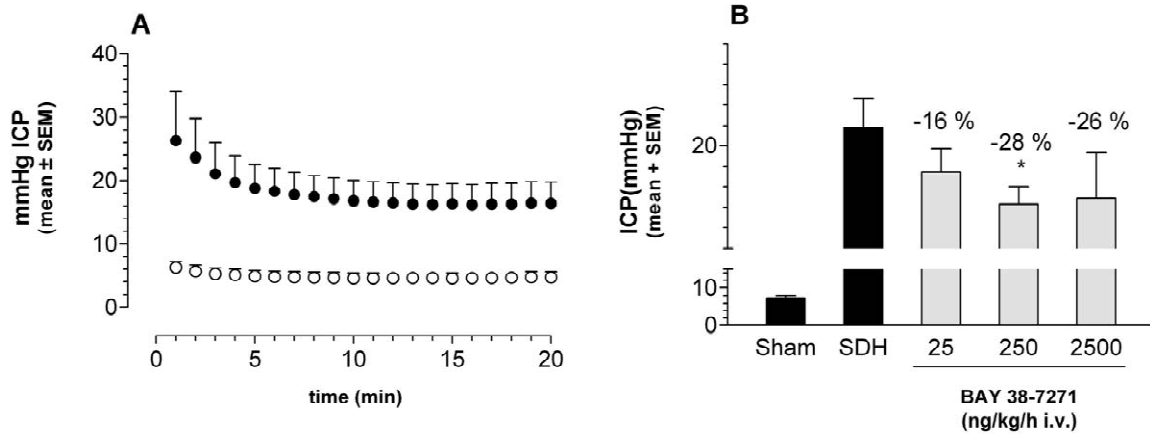 A
mmHg ICP
(mean ± SEM)
40
30
20
10
0
0 5 10 15 20
time (min)
B
ICP(mmHg)
(mean + SEM)
20
10
0
-16 %
-28 %
*
-26 %
Sham SDH 25 250 2500
BAY 38-7271
(ng/kg/h i.v.)